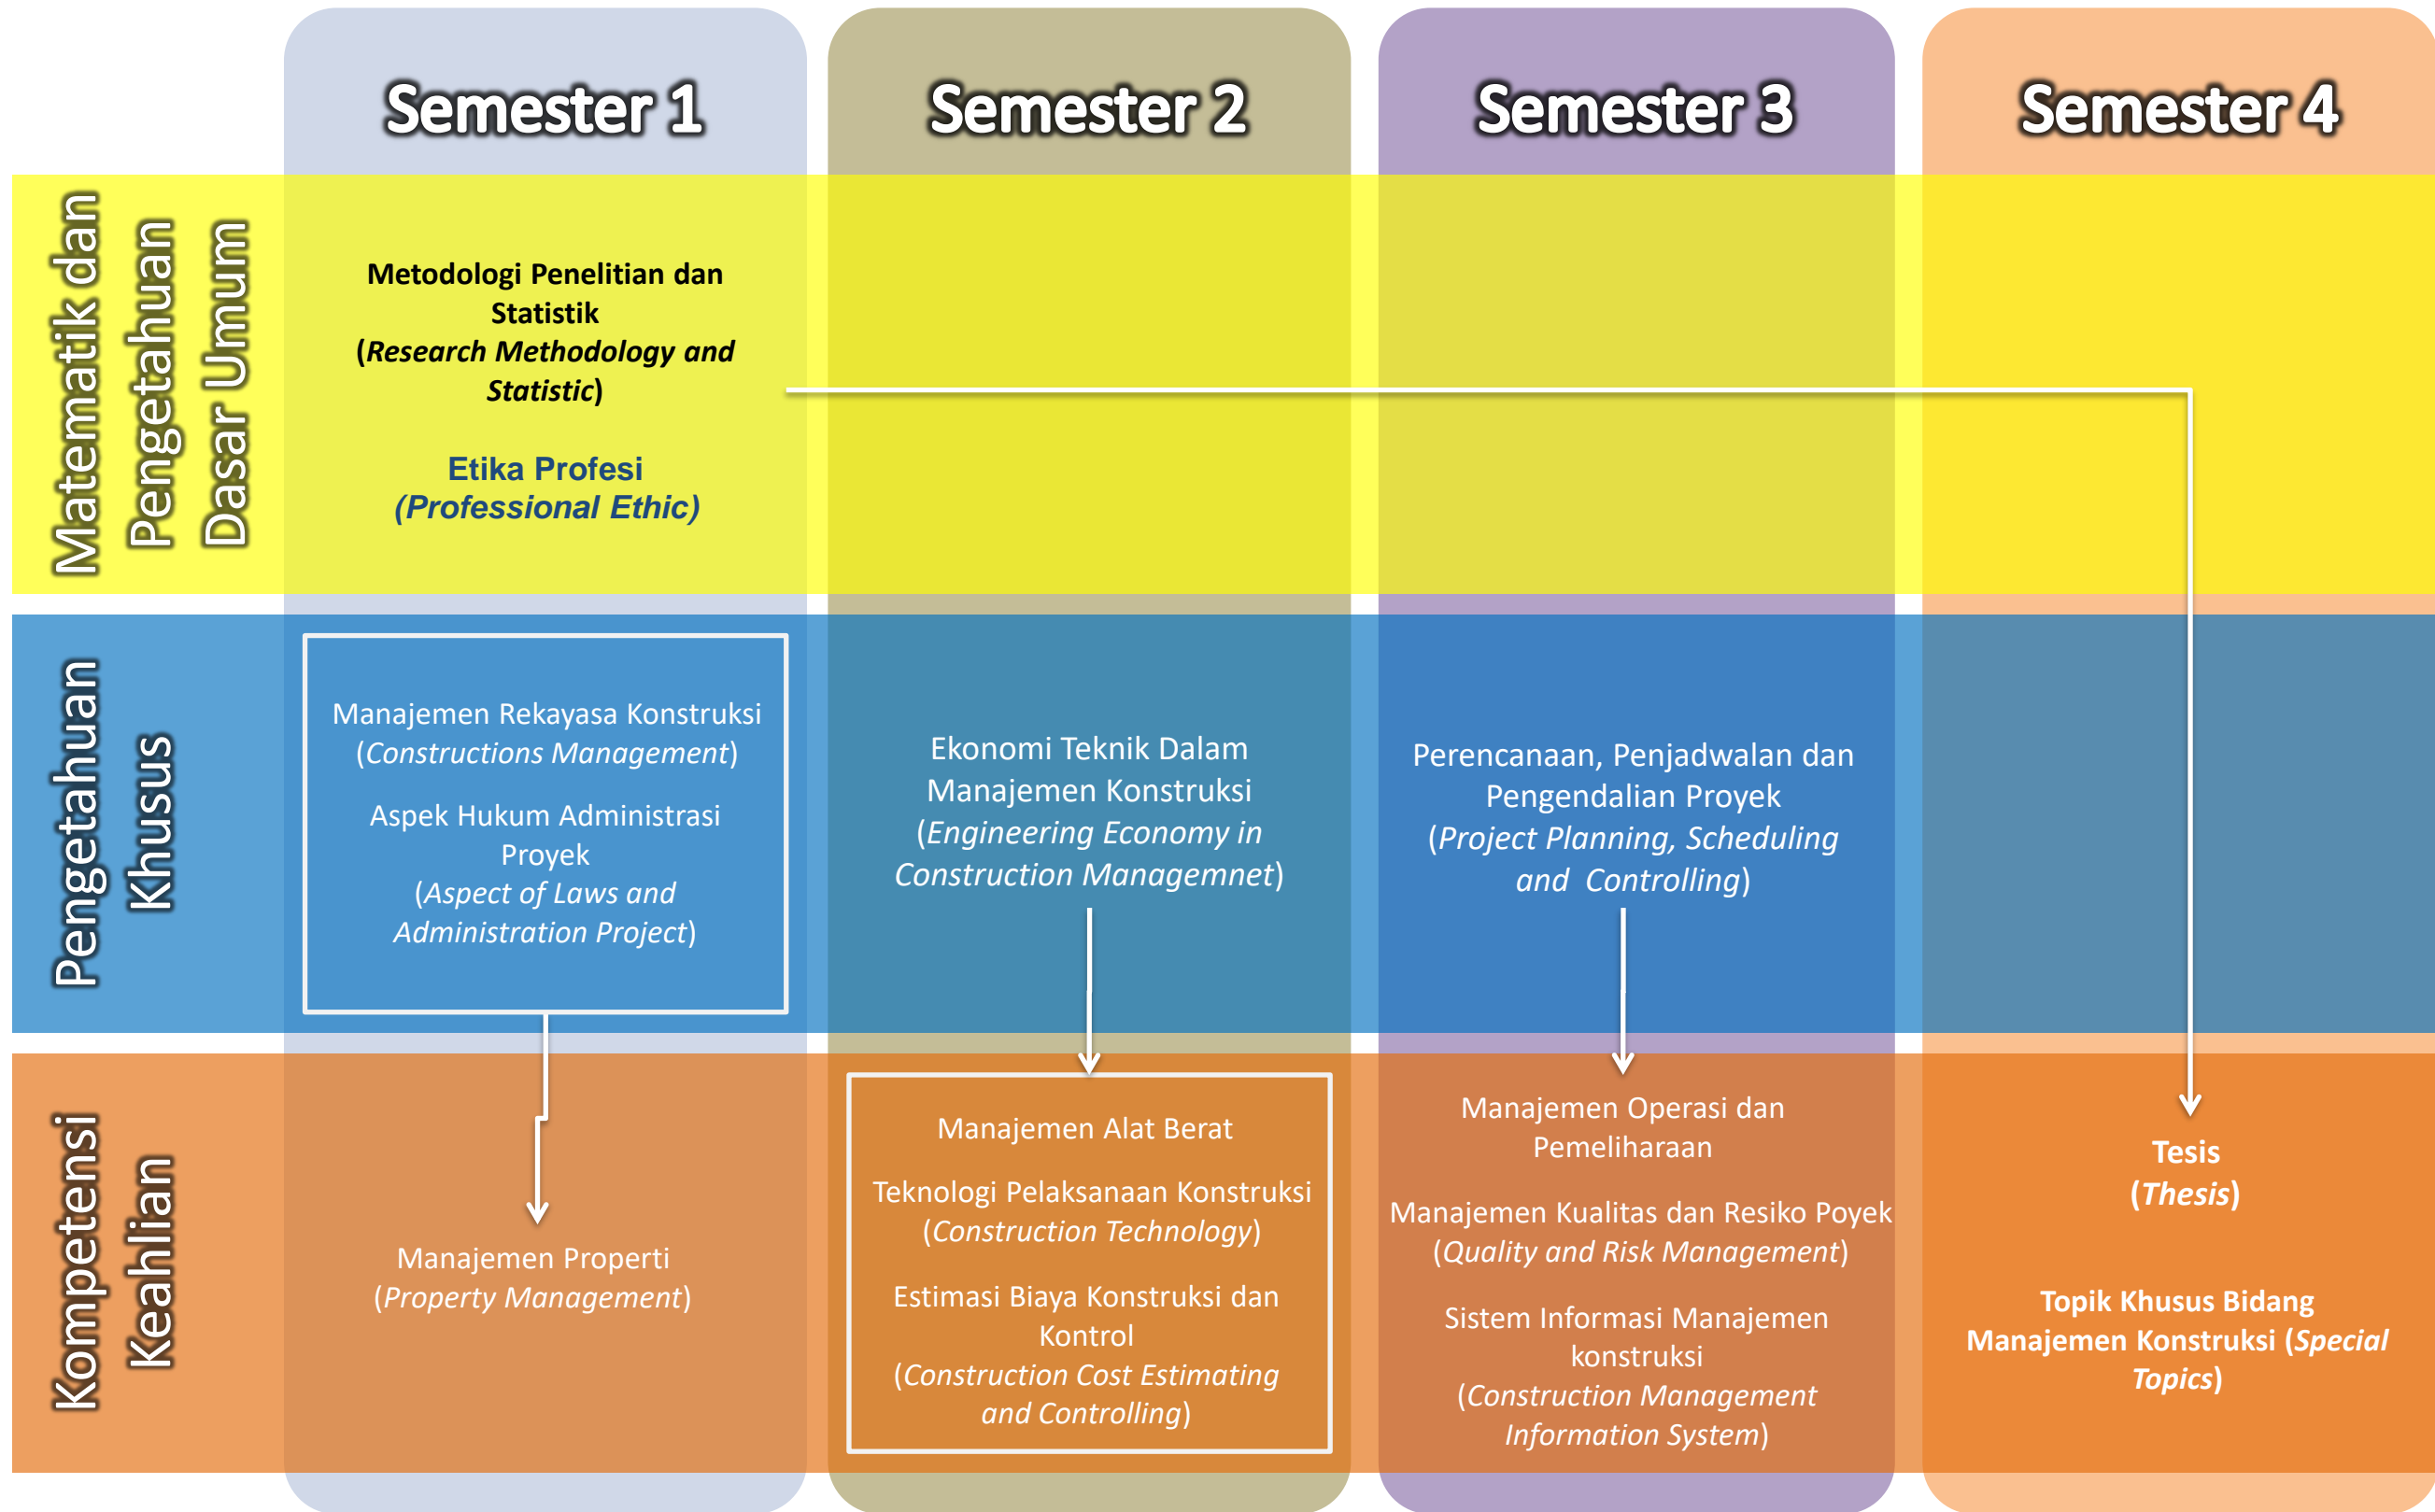 Semester 1
Semester 2
Semester 3
Semester 4
Matematik dan
Pengetahuan
Dasar Umum
Metodologi Penelitian dan
Statistik
(Research Methodology and
Statistic)
Etika Profesi
(Professional Ethic)
Pengetahuan
Khusus
Manajemen Rekayasa Konstruksi
(Constructions Management)
Aspek Hukum Administrasi
Proyek
(Aspect of Laws and
Administration Project)
Ekonomi Teknik Dalam
Manajemen Konstruksi
(Engineering Economy in
Construction Managemnet)
Perencanaan, Penjadwalan dan
Pengendalian Proyek
(Project Planning, Scheduling
and Controlling)
Kompetensi
Keahlian
Manajemen Properti
(Property Management)
Manajemen Alat Berat
Teknologi Pelaksanaan Konstruksi
(Construction Technology)
Estimasi Biaya Konstruksi dan
Kontrol
(Construction Cost Estimating
and Controlling)
Manajemen Operasi dan
Pemeliharaan
Manajemen Kualitas dan Resiko Poyek
(Quality and Risk Management)
Sistem Informasi Manajemen
konstruksi
(Construction Management
Information System)
Tesis
(Thesis)
Topik Khusus Bidang
Manajemen Konstruksi (Special
Topics)